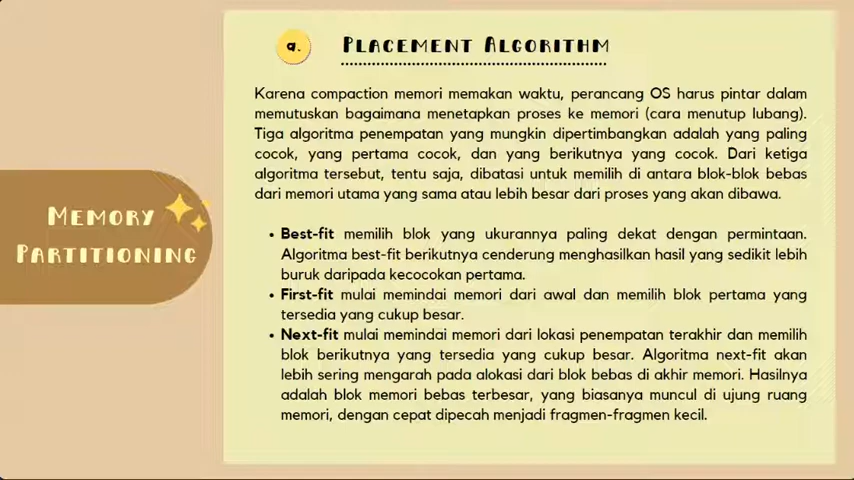 MEMORY
PARTITIONING
a. PLACEMENT ALGORITHM
Karena compaction memori memakan waktu, perancang OS harus pintar dalam
memutuskan bagaimana menetapkan proses ke memori (cara menutup lubang).
Tiga algoritma penempatan yang mungkin dipertimbangkan adalah yang paling
cocok, yang pertama cocok, dan yang berikutnya yang cocok. Dari ketiga
algoritma tersebut, tentu saja, dibatasi untuk memilih di antara blok-blok bebas
dari memori utama yang sama atau lebih besar dari proses yang akan dibawa.
• Best-fit memilih blok yang ukurannya paling dekat dengan permintaan.
Algoritma best-fit berikutnya cenderung menghasilkan hasil yang sedikit lebih
buruk daripada kecocokan pertama.
• First-fit mulai memindai memori dari awal dan memilih blok pertama yang
tersedia yang cukup besar.
• Next-fit mulai memindai memori dari lokasi penempatan terakhir dan memilih
blok berikutnya yang tersedia yang cukup besar. Algoritma next-fit akan
lebih sering mengarah pada alokasi dari blok bebas di akhir memori. Hasilnya
adalah blok memori bebas terbesar, yang biasanya muncul di ujung ruang
memori, dengan cepat dipecah menjadi fragmen-fragmen kecil.